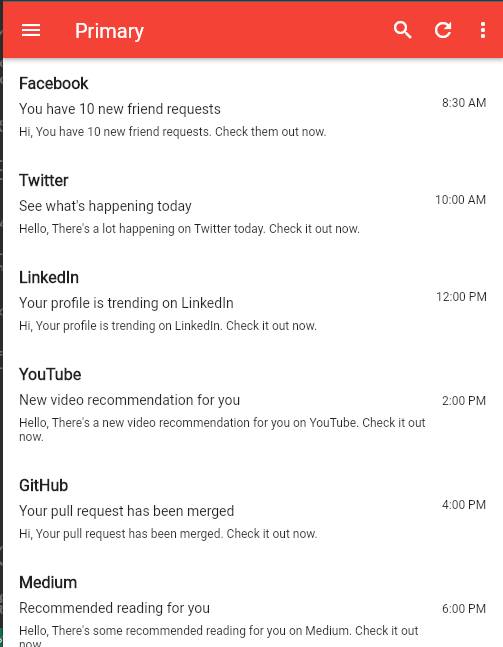 Primary
Facebook
You have 10 new friend requests
8:30 AM
Hi, You have 10 new friend requests. Check them out now.
Twitter
See what's happening today
10:00 AM
Hello, There's a lot happening on Twitter today. Check it out now.
LinkedIn
Your profile is trending on LinkedIn
12:00 PM
Hi, Your profile is trending on LinkedIn. Check it out now.
YouTube
New video recommendation for you
2:00 PM
Hello, There's a new video recommendation for you on YouTube. Check it out
now.
GitHub
Your pull request has been merged
4:00 PM
Hi, Your pull request has been merged. Check it out now.
Medium
Recommended reading for you
6:00 PM
Hello, There's some recommended reading for you on Medium. Check it out
now.